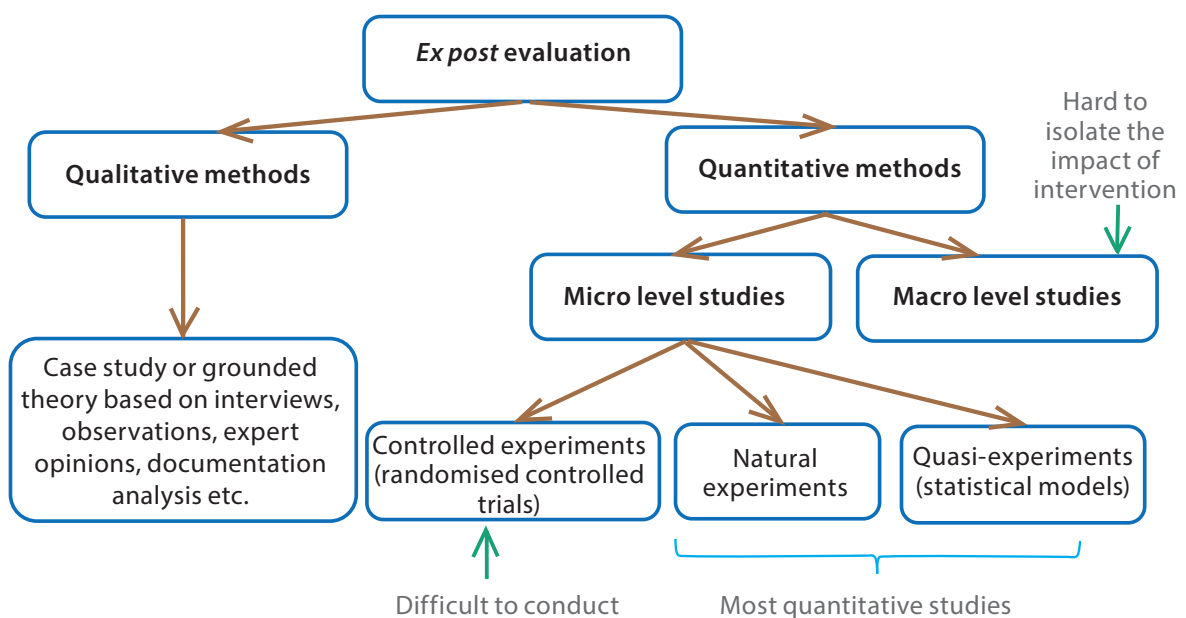 Ex post evaluation
Qualitative methods
Quantitative methods
Hard to
isolate the
impact of
intervention
Micro level studies
Macro level studies
Case study or grounded
theory based on interviews,
observations, expert
opinions, documentation
analysis etc.
Controlled experiments
(randomised controlled
trials)
Natural
experiments
Quasi-experiments
(statistical models)
Difficult to conduct
Most quantitative studies